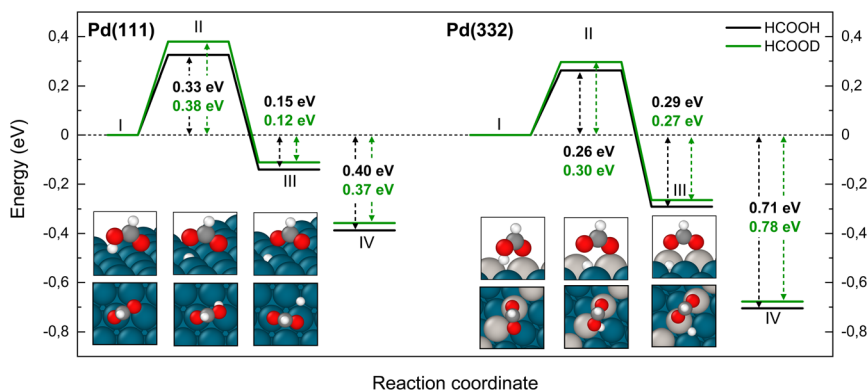 Pd(111)
Pd(332)
HCOOH
HCOOD
II
II
0,4
0,2
0
-0,2
-0,4
-0,6
-0,8
0,4
0,2
0
-0,2
-0,4
-0,6
-0,8
Energy (eV)
I
0.33 eV
0.38 eV
0.15 eV
0.12 eV
III
0.40 eV
0.37 eV
IV
I
0.26 eV
0.30 eV
0.29 eV
0.27 eV
III
0.71 eV
0.78 eV
IV
Reaction coordinate